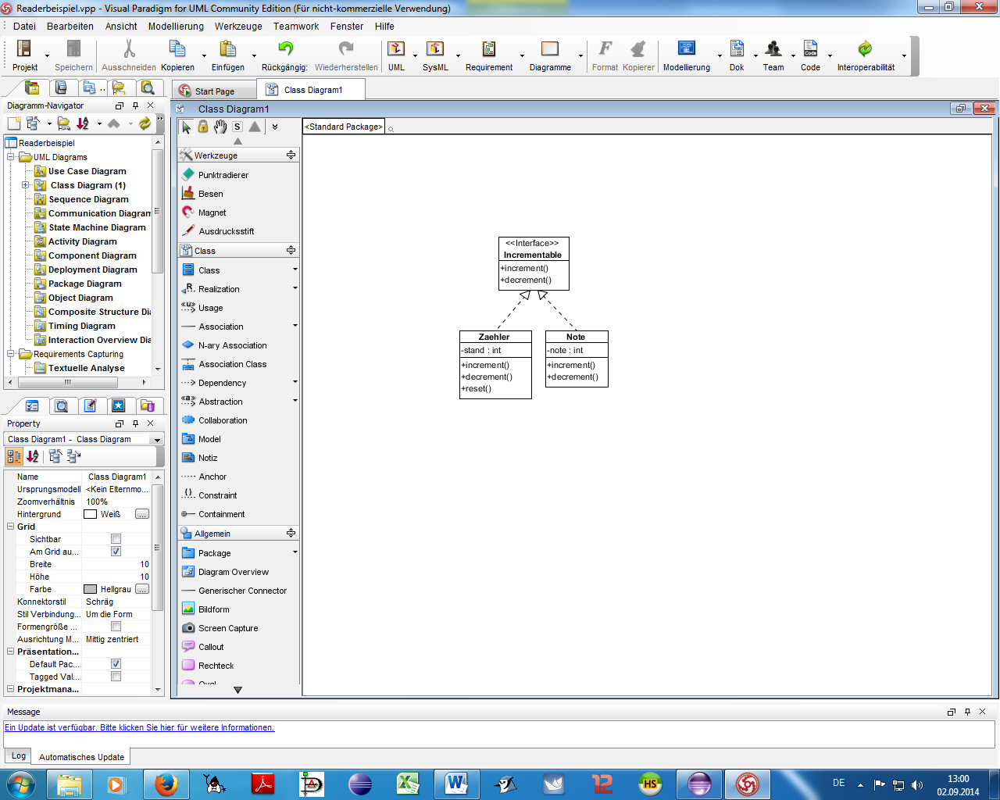 Readerbeispiel.vpp - Visual Paradigm for UML Community Edition (Für nicht-kommerzielle Verwendung)
Datei Bearbeiten Ansicht Modellierung Werkzeuge Teamwork Fenster Hilfe
Projekt Speichern Ausschneiden Kopieren Einfügen Rückgängig: Wiederherstellen UML SysML Requirement Diagramme Format Kopierer Modellierung Dok Team Code Interoperabilität
Start Page
Class Diagram1
Diagramm-Navigator
Readerbeispiel
UML Diagrams
Use Case Diagram
Class Diagram (1)
Sequence Diagram
Communication Diagram
State Machine Diagram
Activity Diagram
Component Diagram
Deployment Diagram
Package Diagram
Object Diagram
Composite Structure Di
Timing Diagram
Interaction Overview Dia
Requirements Capturing
Textuelle Analyse
Property
Class Diagram1 - Class Diagram
Name Class Diagram1
Ursprungsmodell <Kein Elternmo...
Zoomverhältnis 100%
Hintergrund Weiß ...
Grid
Sichtbar
Am Grid au...
Breite 10
Höhe 10
Farbe Hellgrau ...
Konnektorstil Schräg
Stil Verbindung... Um die Form
Formengröße ...
Ausrichtung M... Mittig zentriert
Präsentation...
Default Pac...
Tagged Val...
Projektmana...
Class Diagram1
S
<Standard Package>
Werkzeuge
Punktradierer
Besen
Magnet
Ausdrucksstift
Class
Class
Realization
Usage
Association
N-ary Association
Association Class
Dependency
Abstraction
Collaboration
Model
Notiz
Anchor
Constraint
Containment
Allgemein
Package
Diagram Overview
Generischer Connector
Bildform
Screen Capture
Callout
Rechteck
Oval
<<Interface>>
Incrementable
+increment()
+decrement()
Zaehler
-stand : int
+increment()
+decrement()
+reset()
Note
-note : int
+increment()
+decrement()
Message
Ein Update ist verfügbar. Bitte klicken Sie hier für weitere Informationen.
Log Automatisches Update
12
HS
DE
13:00
02.09.2014